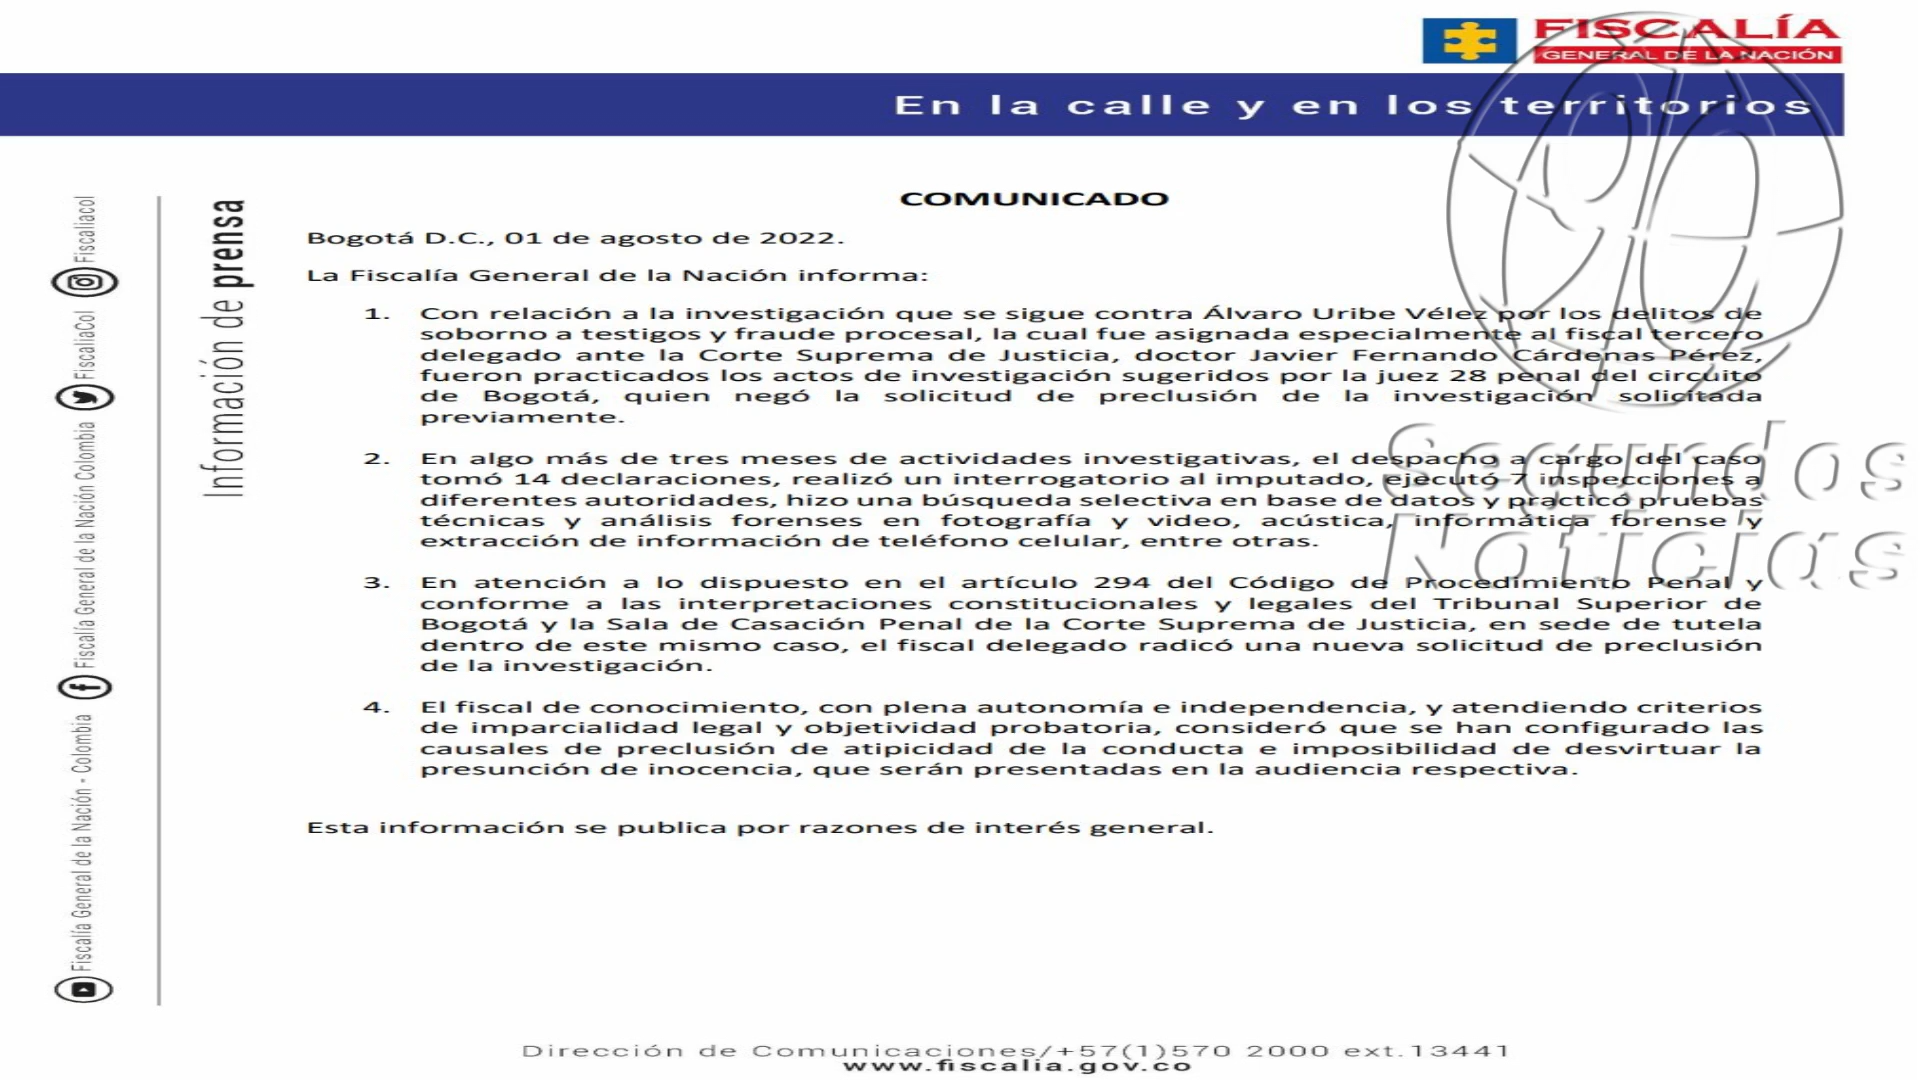 FISCALÍA
GENERAL DE LA NACIÓN
En la calle y en los territorios
COMUNICADO
Bogotá D.C., 01 de agosto de 2022.
La Fiscalía General de la Nación informa:
1. Con relación a la investigación que se sigue contra Álvaro Uribe Vélez por los delitos de
soborno a testigos y fraude procesal, la cual fue asignada especialmente al fiscal tercero
delegado ante la Corte Suprema de Justicia, doctor Javier Fernando Cárdenas Pérez,
fueron practicados los actos de investigación sugeridos por la juez 28 penal del circuito
de Bogotá, quien negó la solicitud de preclusión de la investigación solicitada
previamente.
2. En algo más de tres meses de actividades investigativas, el despacho a cargo del caso
tomó 14 declaraciones, realizó un interrogatorio al imputado, ejecutó 7 inspecciones a
diferentes autoridades, hizo una búsqueda selectiva en base de datos y practicó pruebas
técnicas y análisis forenses en fotografía y video, acústica, informática forense y
extracción de información de teléfono celular, entre otras.
3. En atención a lo dispuesto en el artículo 294 del Código de Procedimiento Penal y
conforme a las interpretaciones constitucionales y legales del Tribunal Superior de
Bogotá y la Sala de Casación Penal de la Corte Suprema de Justicia, en sede de tutela
dentro de este mismo caso, el fiscal delegado radicó una nueva solicitud de preclusión
de la investigación.
4. El fiscal de conocimiento, con plena autonomía e independencia, y atendiendo criterios
de imparcialidad legal y objetividad probatoria, consideró que se han configurado las
causales de preclusión de atipicidad de la conducta e imposibilidad de desvirtuar la
presunción de inocencia, que serán presentadas en la audiencia respectiva.
Esta información se publica por razones de interés general.
Dirección de Comunicaciones/+57(1)570 2000 ext.13441
www.fiscalia.gov.co
Información de prensa
Fiscalía General de la Nación - Colombia
Fiscalía General de la Nación Colombia
FiscaliaCol
Fiscaliacol
90
Segundos
Noticias